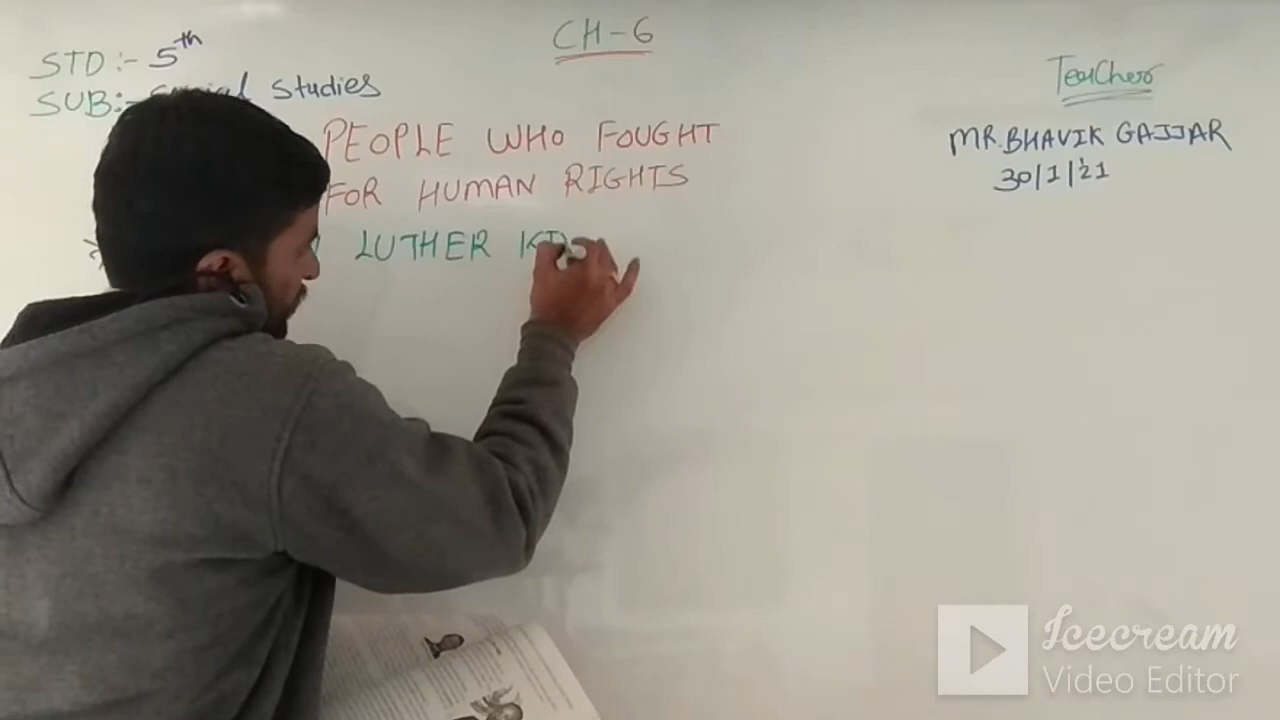 CH-6
STD :- 5th
SUB:- Social Studies
Teacher
MR.BHAVIK GAJJAR
30/1/21
PEOPLE WHO FOUGHT
FOR HUMAN RIGHTS
LUTHER
Icecream
Video Editor